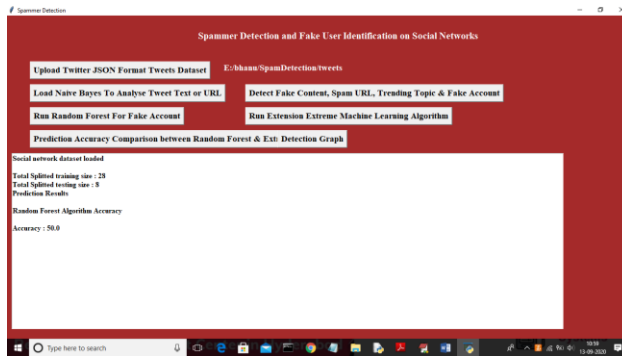 Spammer Detection
Spammer Detection and Fake User Identification on Social Networks
Upload Twitter JSON Format Tweets Dataset
E:/bhanu/SpamDetection/tweets
Load Naive Bayes To Analyse Tweet Text or URL
Detect Fake Content, Spam URL, Trending Topic & Fake Account
Run Random Forest For Fake Account
Run Extension Extreme Machine Learning Algorithm
Prediction Accuracy Comparison between Random Forest & Ext: Detection Graph
Social network dataset loaded
Total Splitted training size : 28
Total Splitted testing size : 8
Prediction Results
Random Forest Algorithm Accuracy
Accuracy : 50.0
Type here to search
13-09-2020